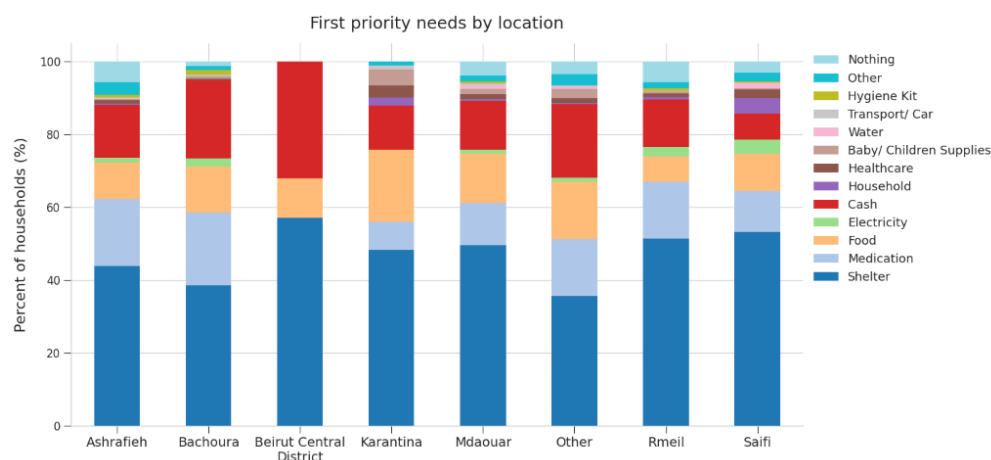 First priority needs by location
Percent of households (%)
100
80
60
40
20
0
Ashrafieh
Bachoura
Beirut Central
District
Karantina
Mdaouar
Other
Rmeil
Saifi
Nothing
Other
Hygiene Kit
Transport/ Car
Water
Baby/ Children Supplies
Healthcare
Household
Cash
Electricity
Food
Medication
Shelter